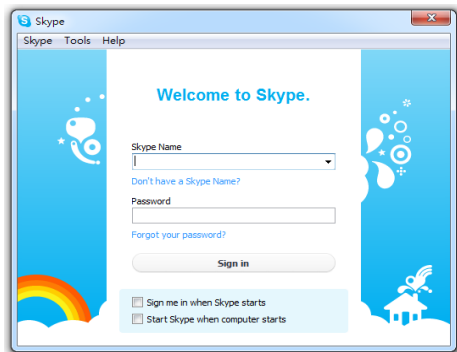 Skype
Skype Tools Help
Welcome to Skype.
Skype Name
Don't have a Skype Name?
Password
Forgot your password?
Sign in
Sign me in when Skype starts
Start Skype when computer starts